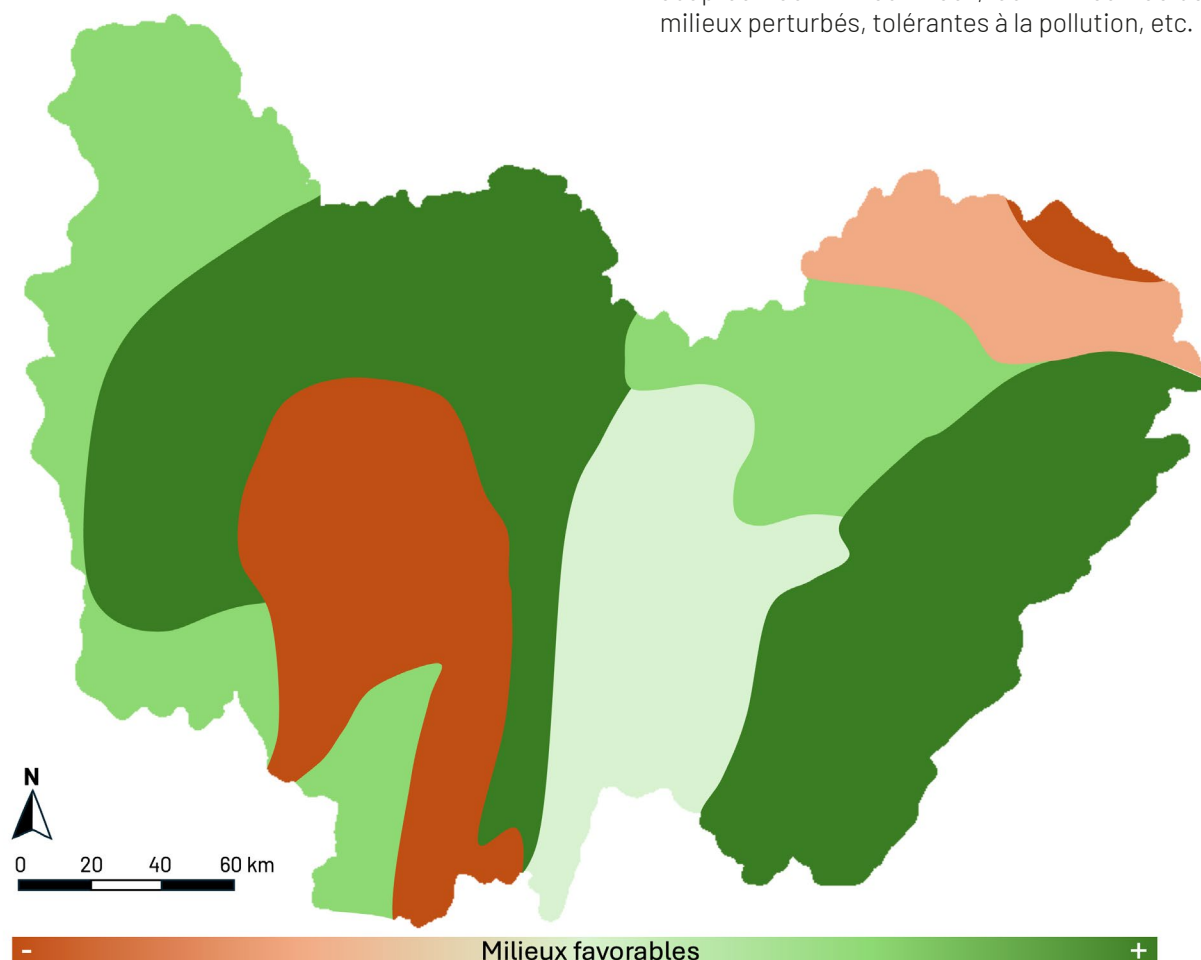 milieux perturbés, tolérantes à la pollution, etc.
N
0 20 40 60 km
- Milieux favorables +